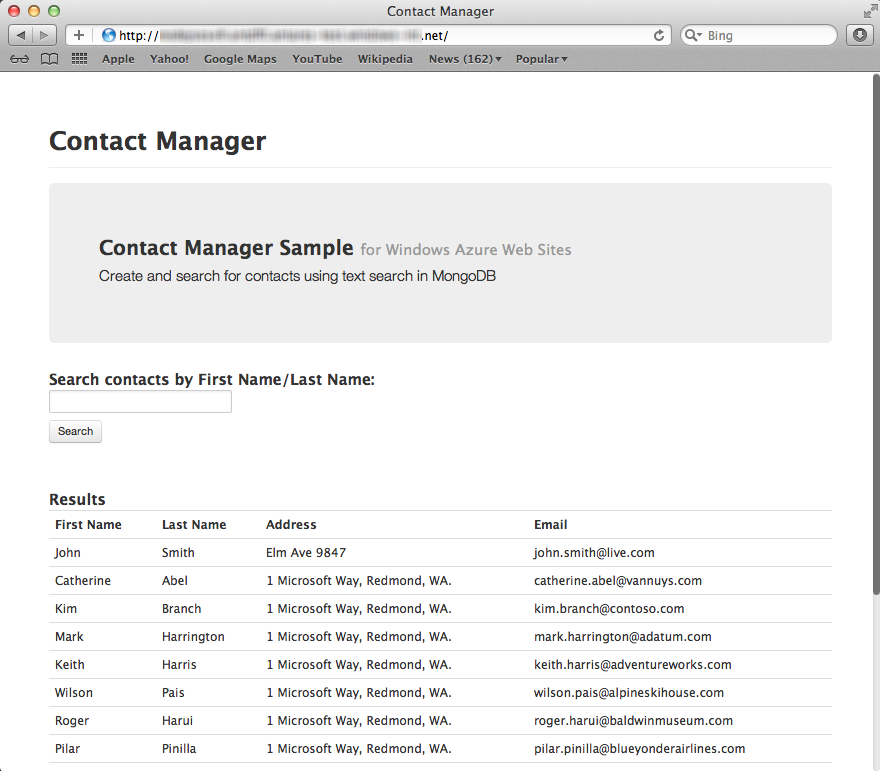 Contact Manager
http:// .net/
Bing
Apple Yahoo! Google Maps YouTube Wikipedia News (162) Popular
Contact Manager
Contact Manager Sample for Windows Azure Web Sites
Create and search for contacts using text search in MongoDB
Search contacts by First Name/Last Name:
Search
Results
First Name Last Name Address Email
John Smith Elm Ave 9847 john.smith@live.com
Catherine Abel 1 Microsoft Way, Redmond, WA. catherine.abel@vannuys.com
Kim Branch 1 Microsoft Way, Redmond, WA. kim.branch@contoso.com
Mark Harrington 1 Microsoft Way, Redmond, WA. mark.harrington@adatum.com
Keith Harris 1 Microsoft Way, Redmond, WA. keith.harris@adventureworks.com
Wilson Pais 1 Microsoft Way, Redmond, WA. wilson.pais@alpineskihouse.com
Roger Harui 1 Microsoft Way, Redmond, WA. roger.harui@baldwinmuseum.com
Pilar Pinilla 1 Microsoft Way, Redmond, WA. pilar.pinilla@blueyonderairlines.com